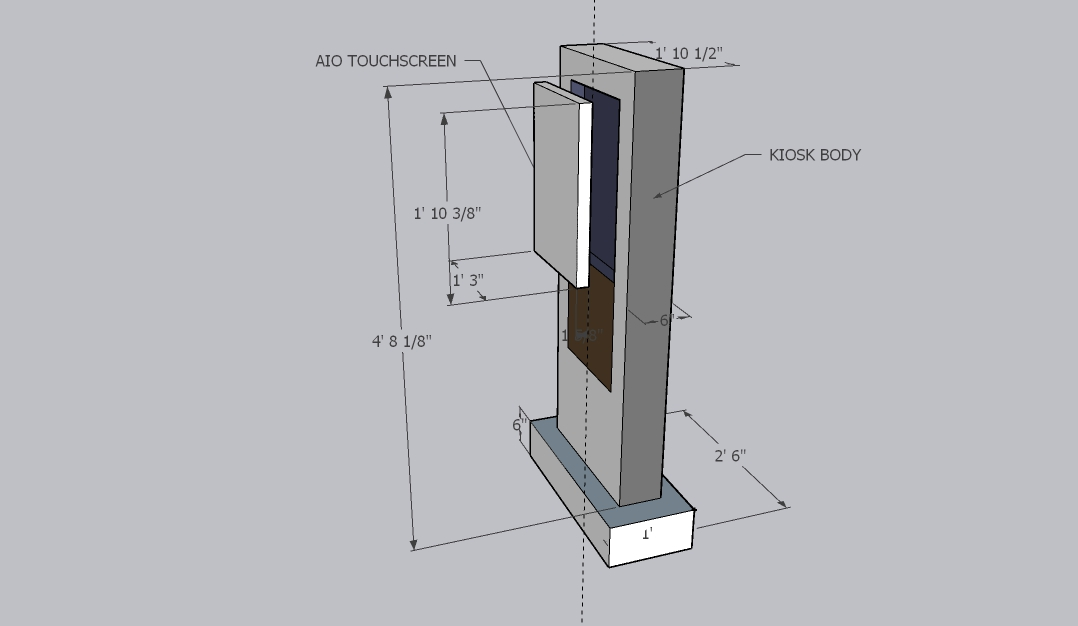 1' 10 1/2"
AIO TOUCHSCREEN
KIOSK BODY
1' 10 3/8"
1' 3"
6"
4' 8 1/8"
6"
2' 6"
1'